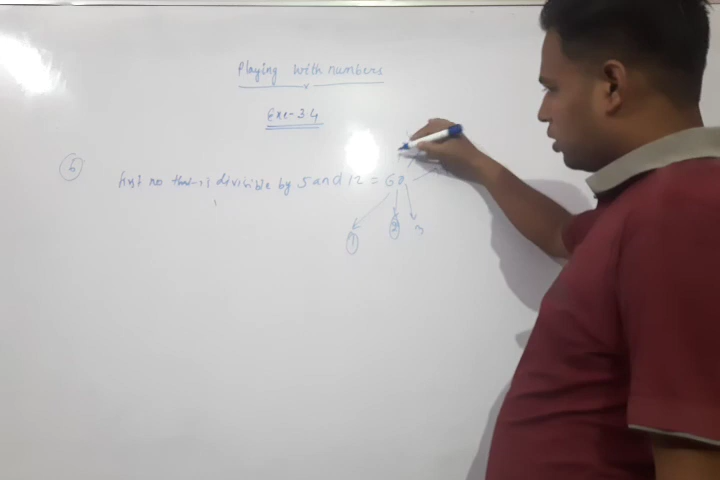 Playing with numbers
Exe-3.4
6
first no that is divisible by 5 and 12 = 60
1 2 3